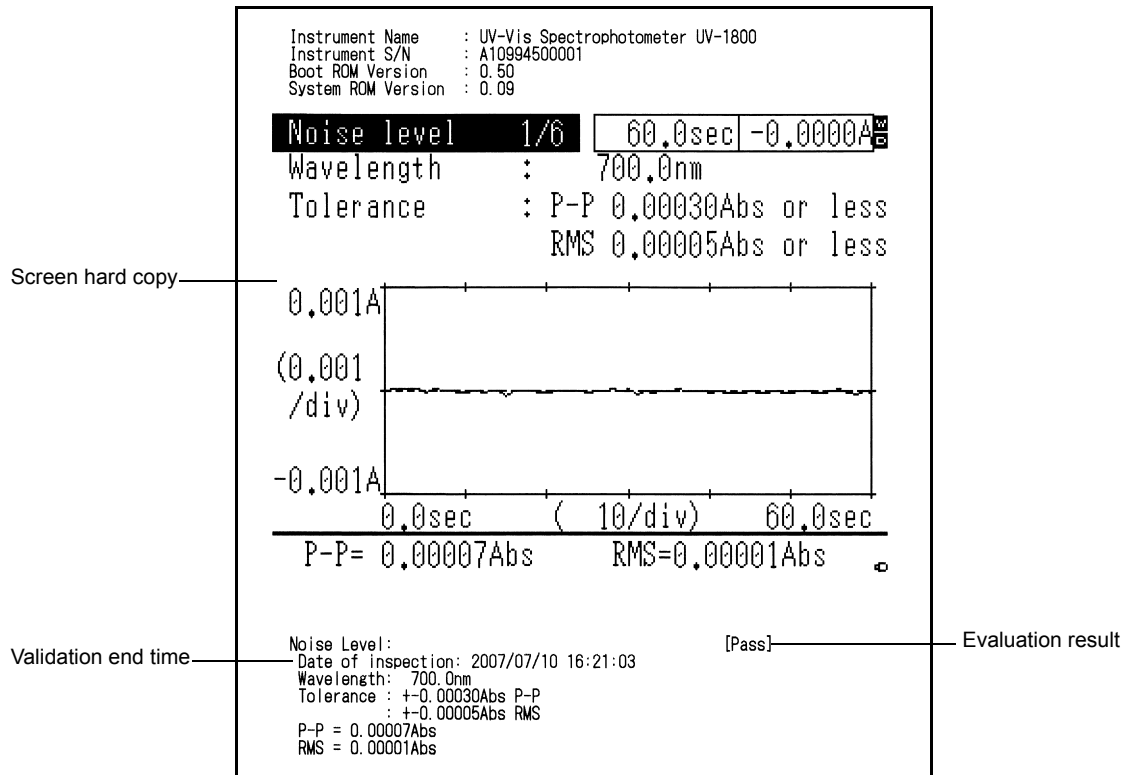 Instrument Name : UV-Vis Spectrophotometer UV-1800
Instrument S/N : A10994500001
Boot ROM Version : 0.50
System ROM Version : 0.09
Noise level 1/6 60.0sec -0.0000A W D
Wavelength : 700.0nm
Tolerance : P-P 0.00030Abs or less
RMS 0.00005Abs or less
Screen hard copy
0.001A
(0.001
/div)
-0.001A
0.0sec ( 10/div) 60.0sec
P-P= 0.00007Abs RMS=0.00001Abs
Noise Level: [Pass]
Evaluation result
Validation end time
Date of inspection: 2007/07/10 16:21:03
Wavelength: 700.0nm
Tolerance : +-0.00030Abs P-P
: +-0.00005Abs RMS
P-P = 0.00007Abs
RMS = 0.00001Abs